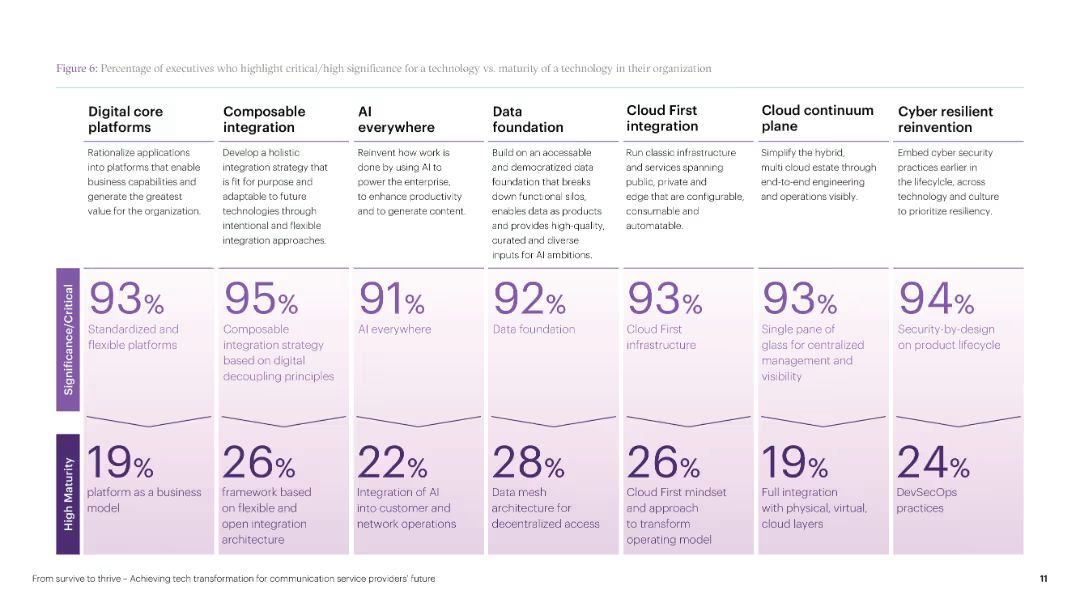 Figure 6: Percentage of executives who highlight critical/high significance for a technology vs. maturity of a technology in their organization
Digital core
platforms
Rationalize applications
into platforms that enable
business capabilities and
generate the greatest
value for the organization.
Composable
integration
Develop a holistic
integration strategy that
is fit for purpose and
adaptable to future
technologies through
intentional and flexible
integration approaches.
AI
everywhere
Reinvent how work is
done by using AI to
power the enterprise,
to enhance productivity
and to generate content.
Data
foundation
Build on an accessable
and democratized data
foundation that breaks
down functional silos,
enables data as products
and provides high-quality,
curated and diverse
inputs for AI ambitions.
Cloud First
integration
Run classic infrastructure
and services spanning
public, private and
edge that are configurable,
consumable and
automatable.
Cloud continuum
plane
Simplify the hybrid,
multi cloud estate through
end-to-end engineering
and operations visibly.
Cyber resilient
reinvention
Embed cyber security
practices earlier in
the lifecylcle, across
technology and culture
to prioritize resiliency.
Significance/Critical
93%
Standardized and
flexible platforms
95%
Composable
integration strategy
based on digital
decoupling principles
91%
AI everywhere
92%
Data foundation
93%
Cloud First
infrastructure
93%
Single pane of
glass for centralized
management and
visibility
94%
Security-by-design
on product lifecycle
High Maturity
19%
platform as a business
model
26%
framework based
on flexible and
open integration
architecture
22%
Integration of AI
into customer and
network operations
28%
Data mesh
architecture for
decentralized access
26%
Cloud First mindset
and approach
to transform
operating model
19%
Full integration
with physical, virtual,
cloud layers
24%
DevSecOps
practices
From survive to thrive – Achieving tech transformation for communication service providers' future
11